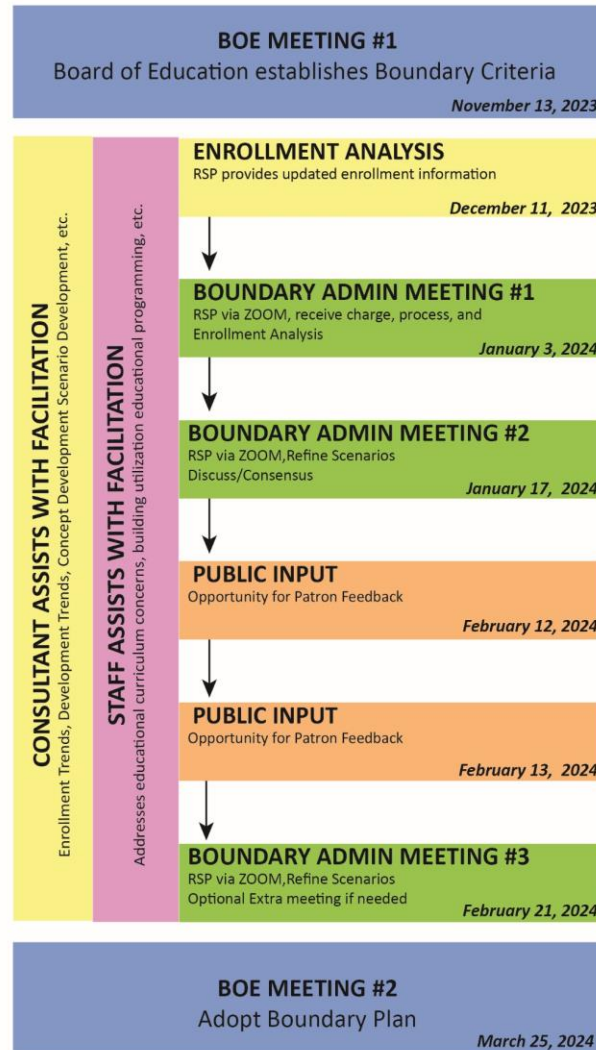 BOE MEETING #1
Board of Education establishes Boundary Criteria
November 13, 2023
CONSULTANT ASSISTS WITH FACILITATION
Enrollment Trends, Development Trends, Concept Development Scenario Development, etc.
STAFF ASSISTS WITH FACILITATION
Addresses educational curriculum concerns, building utilization educational programming, etc.
ENROLLMENT ANALYSIS
RSP provides updated enrollment information
December 11, 2023
BOUNDARY ADMIN MEETING #1
RSP via ZOOM, receive charge, process, and
Enrollment Analysis
January 3, 2024
BOUNDARY ADMIN MEETING #2
RSP via ZOOM,Refine Scenarios
Discuss/Consensus
January 17, 2024
PUBLIC INPUT
Opportunity for Patron Feedback
February 12, 2024
PUBLIC INPUT
Opportunity for Patron Feedback
February 13, 2024
BOUNDARY ADMIN MEETING #3
RSP via ZOOM,Refine Scenarios
Optional Extra meeting if needed
February 21, 2024
BOE MEETING #2
Adopt Boundary Plan
March 25, 2024